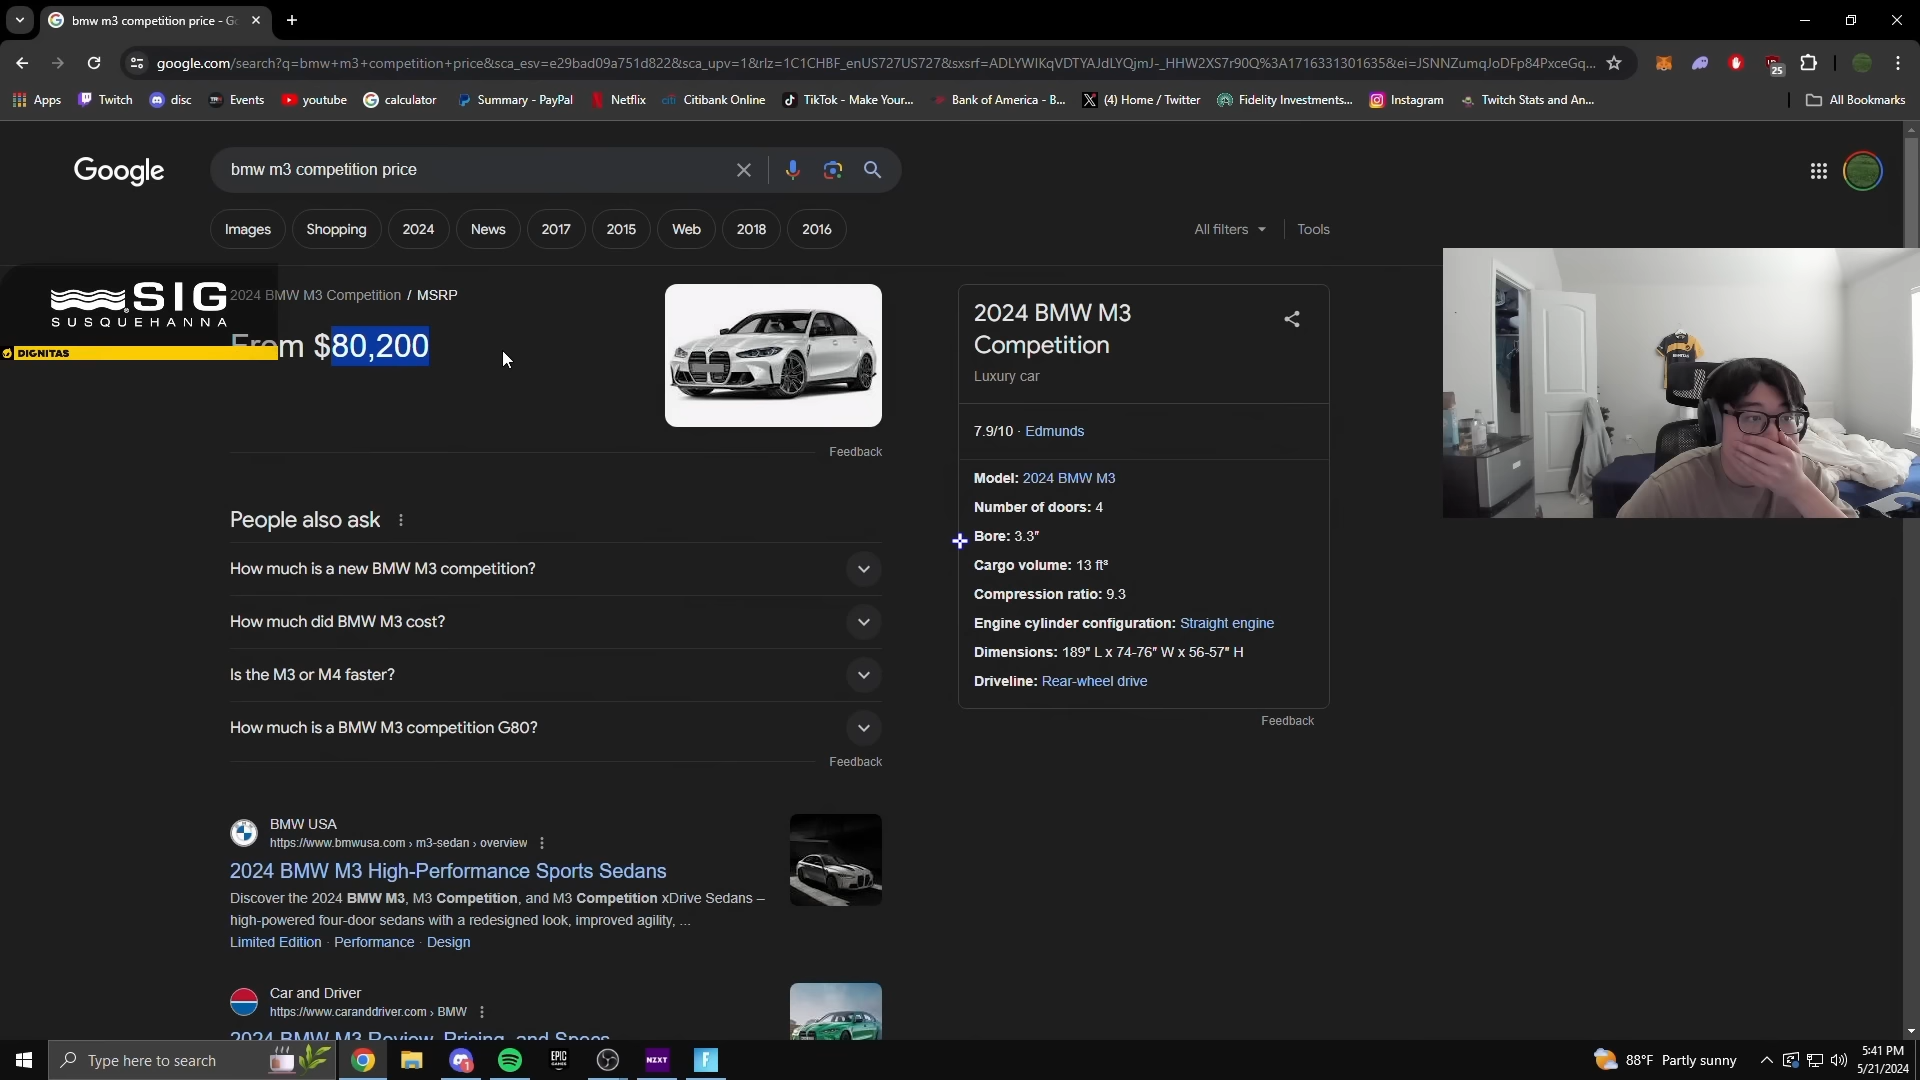 bmw m3 competition price - G
google.com/search?q=bmw+m3+competition+price&sca_esv=e29bad09a751d822&sca_upv=1&rlz=1C1CHBF_enUS727US727&sxsrf=ADLYWIKqVDTYAJdLYQjmJ-_HHW2XS7r90Q%3A1716331301635&ei=JSNNZumqJoDFp84PxceGq...
25
Apps
Twitch
disc
Events
youtube
calculator
Summary - PayPal
Netflix
Citibank Online
TikTok - Make Your...
Bank of America - B...
(4) Home / Twitter
Fidelity Investments...
Instagram
Twitch Stats and An...
All Bookmarks
Google
bmw m3 competition price
Images
Shopping
2024
News
2017
2015
Web
2018
2016
All filters
Tools
SIG
SUSQUEHANNA
DIGNITAS
2024 BMW M3 Competition / MSRP
From $80,200
Feedback
People also ask
How much is a new BMW M3 competition?
How much did BMW M3 cost?
Is the M3 or M4 faster?
How much is a BMW M3 competition G80?
Feedback
BMW USA
https://www.bmwusa.com › m3-sedan › overview
2024 BMW M3 High-Performance Sports Sedans
Discover the 2024 BMW M3, M3 Competition, and M3 Competition xDrive Sedans –
high-powered four-door sedans with a redesigned look, improved agility, ...
Limited Edition · Performance · Design
Car and Driver
https://www.caranddriver.com › BMW
2024 BMW M3 Review, Pricing, and Specs
2024 BMW M3
Competition
Luxury car
7.9/10 · Edmunds
Model: 2024 BMW M3
Number of doors: 4
Bore: 3.3″
Cargo volume: 13 ft³
Compression ratio: 9.3
Engine cylinder configuration: Straight engine
Dimensions: 189″ L x 74-76″ W x 56-57″ H
Driveline: Rear-wheel drive
Feedback
Type here to search
EPIC
GAMES
NZXT
88°F Partly sunny
5:41 PM
5/21/2024